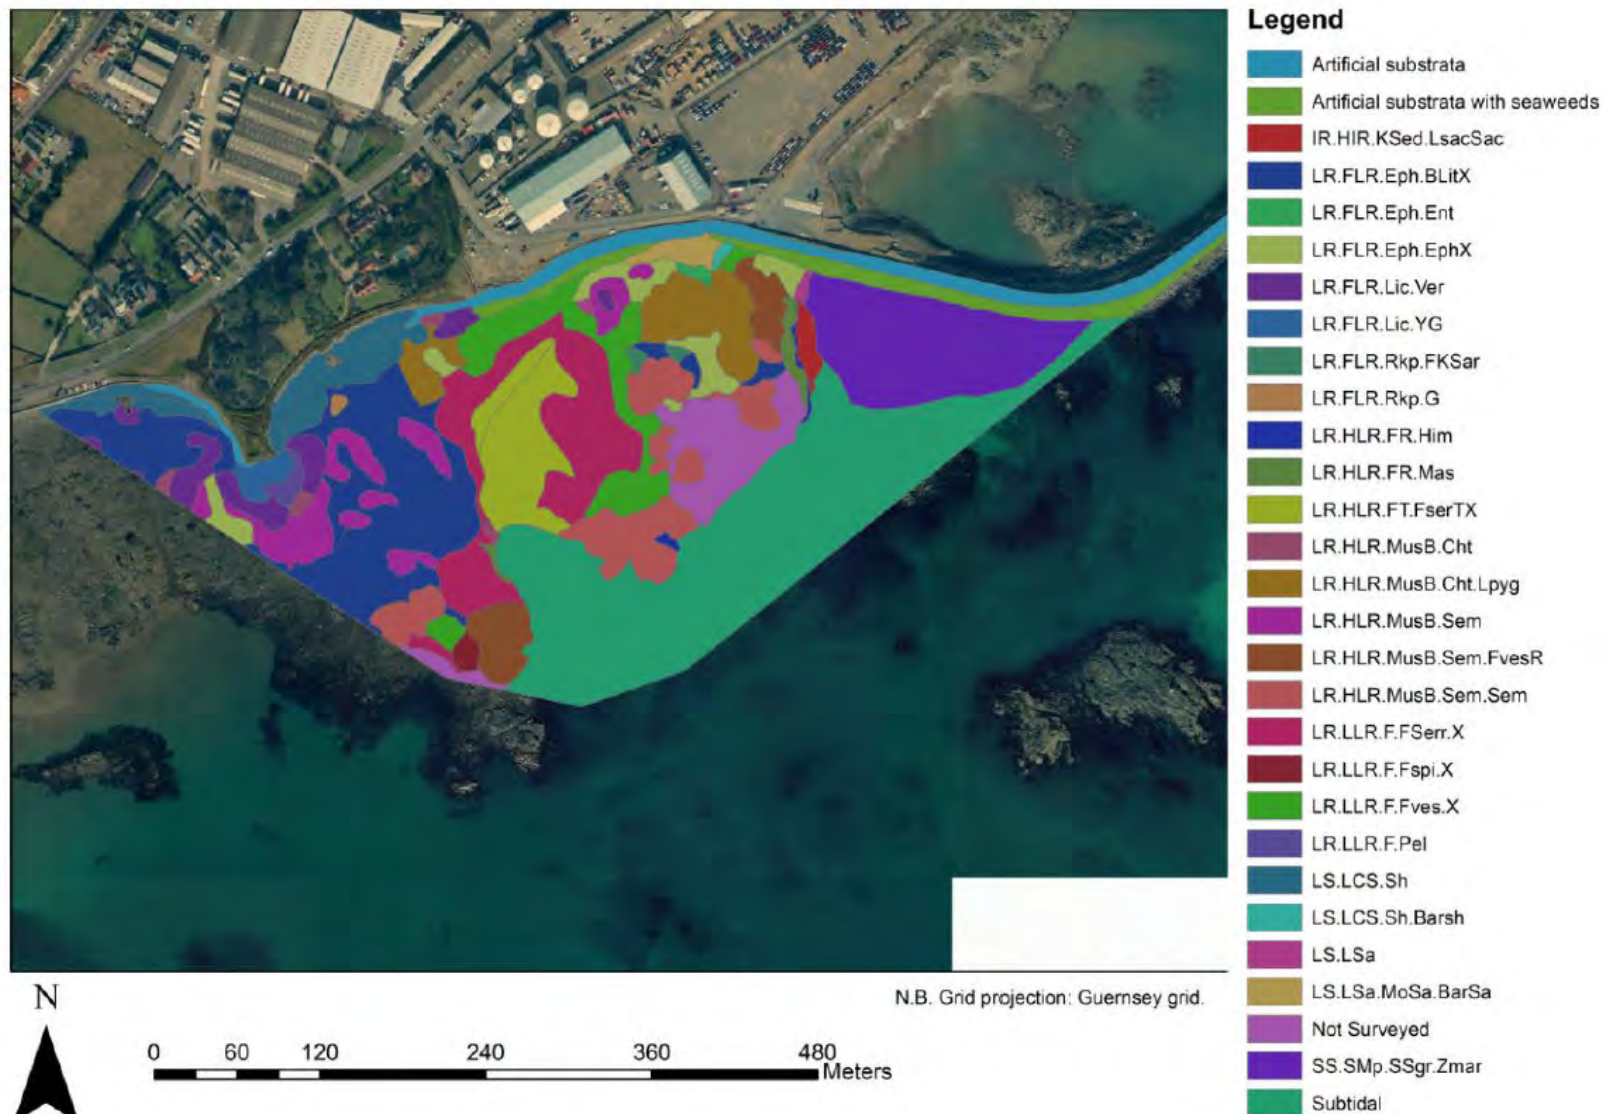 Legend
Artificial substrata
Artificial substrata with seaweeds
IR.HIR.KSed.LsacSac
LR.FLR.Eph.BLitX
LR.FLR.Eph.Ent
LR.FLR.Eph.EphX
LR.FLR.Lic.Ver
LR.FLR.Lic.YG
LR.FLR.Rkp.FKSar
LR.FLR.Rkp.G
LR.HLR.FR.Him
LR.HLR.FR.Mas
LR.HLR.FT.FserTX
LR.HLR.MusB.Cht
LR.HLR.MusB.Cht.Lpyg
LR.HLR.MusB.Sem
LR.HLR.MusB.Sem.FvesR
LR.HLR.MusB.Sem.Sem
LR.LLR.F.FSerr.X
LR.LLR.F.Fspi.X
LR.LLR.F.Fves.X
LR.LLR.F.Pel
LS.LCS.Sh
LS.LCS.Sh.Barsh
LS.LSa
LS.LSa.MoSa.BarSa
Not Surveyed
SS.SMp.SSgr.Zmar
Subtidal
N
N.B. Grid projection: Guernsey grid.
0 60 120 240 360 480
Meters